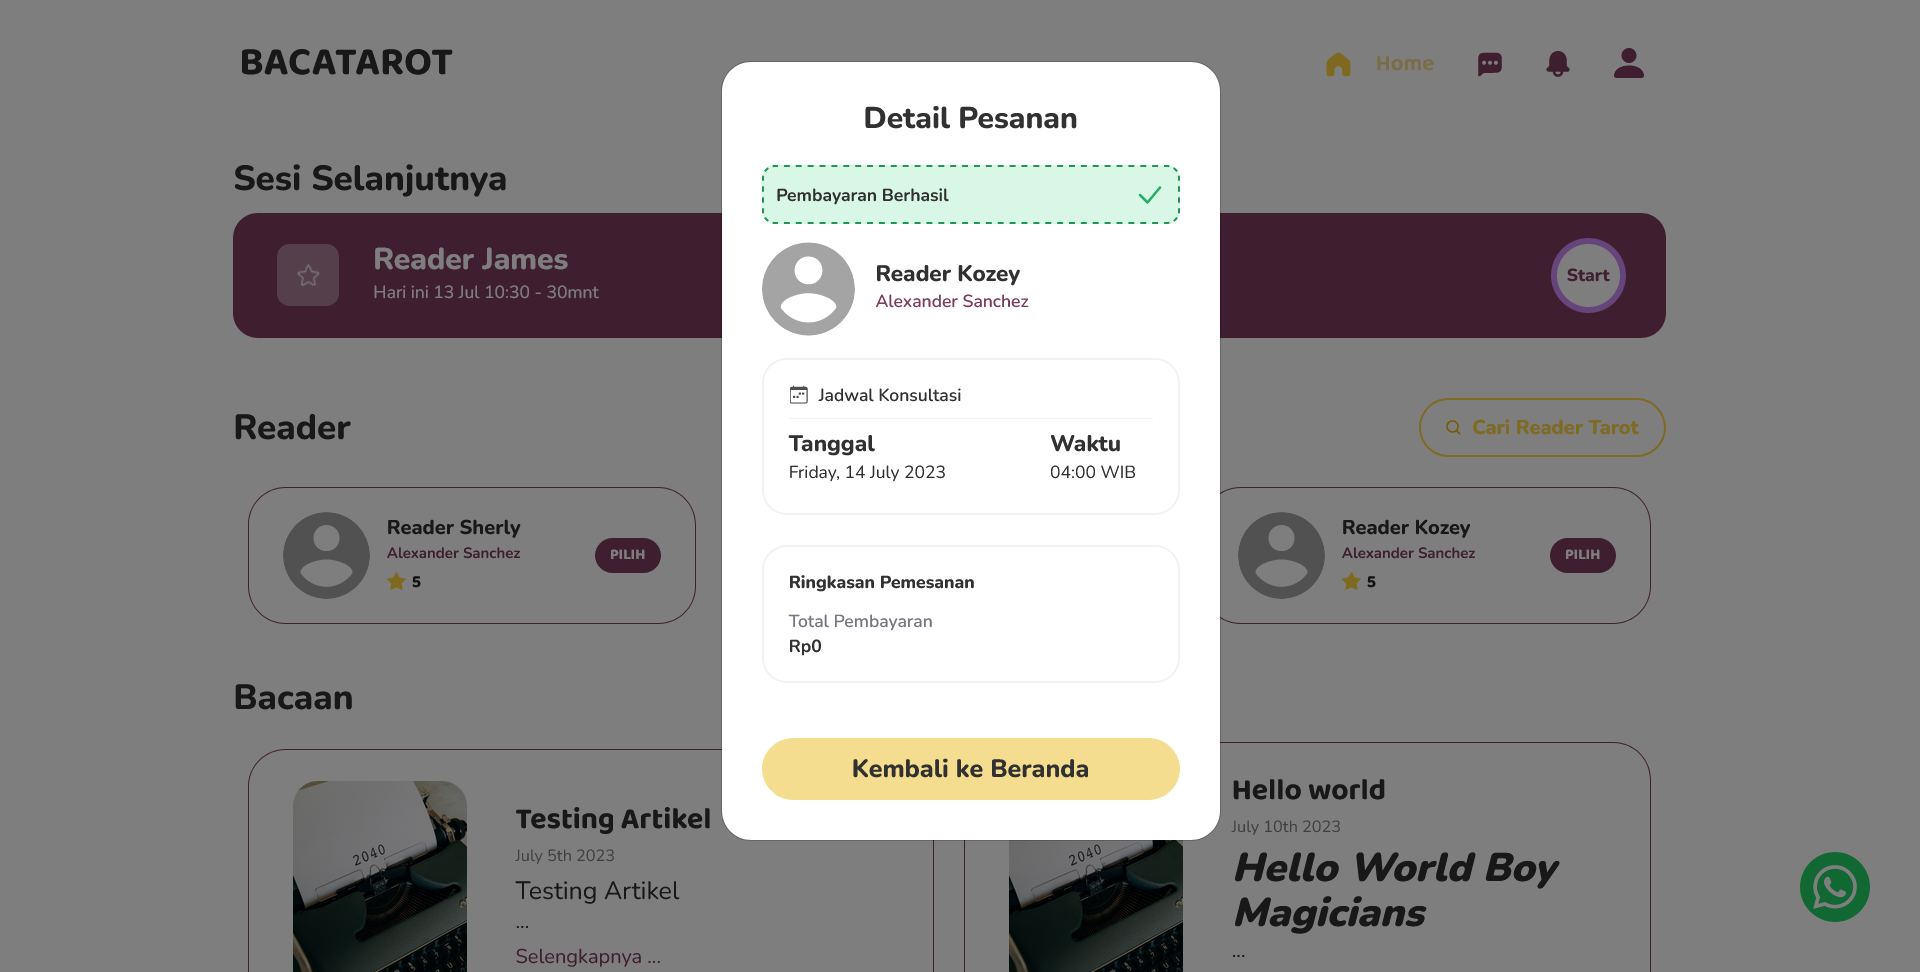 BACATAROT
Home
Sesi Selanjutnya
Reader James
Hari ini 13 Jul 10:30 - 30mnt
Start
Reader
Cari Reader Tarot
Reader Sherly
Alexander Sanchez
5
PILIH
Reader Kozey
Alexander Sanchez
5
PILIH
Bacaan
2040
Testing Artikel
July 5th 2023
Testing Artikel
...
Selengkapnya ...
2040
Hello world
July 10th 2023
Hello World Boy
Magicians
...
Detail Pesanan
Pembayaran Berhasil
Reader Kozey
Alexander Sanchez
Jadwal Konsultasi
Tanggal
Friday, 14 July 2023
Waktu
04:00 WIB
Ringkasan Pemesanan
Total Pembayaran
Rp0
Kembali ke Beranda